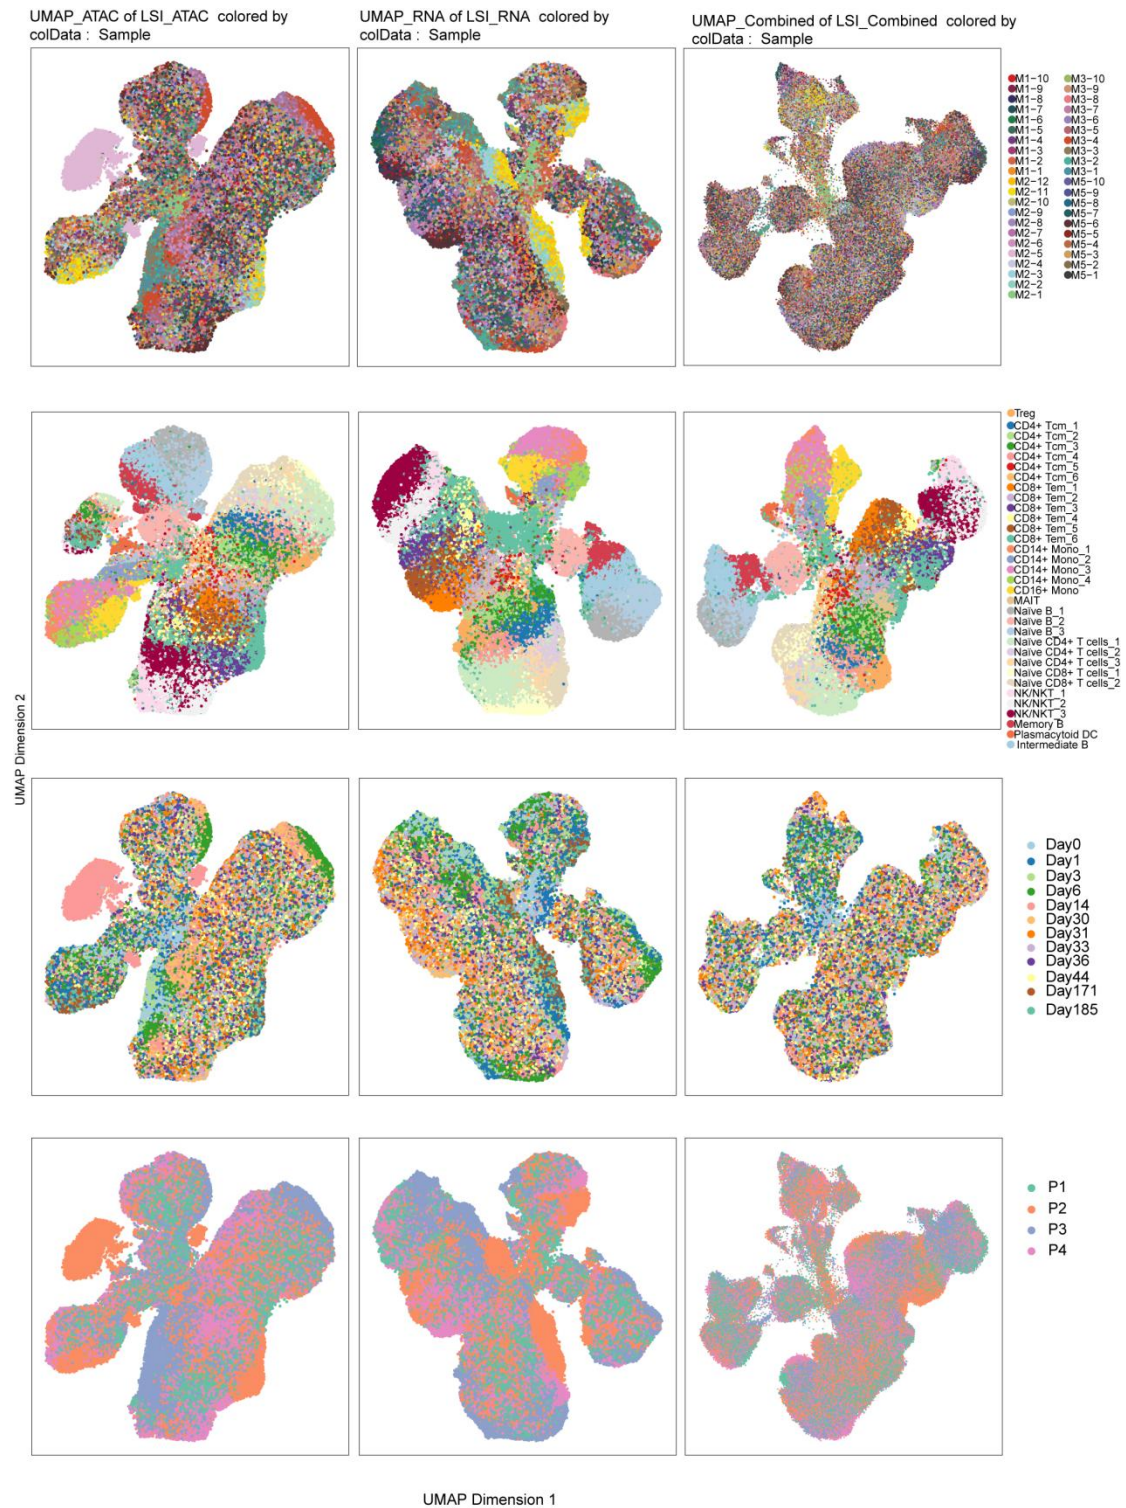 UMAP_ATAC of LSI_ATAC colored by
colData : Sample
UMAP_RNA of LSI_RNA colored by
colData : Sample
UMAP_Combined of LSI_Combined colored by
colData : Sample
M1-10
M1-9
M1-8
M1-7
M1-6
M1-5
M1-4
M1-3
M1-2
M1-1
M2-12
M2-11
M2-10
M2-9
M2-8
M2-7
M2-6
M2-5
M2-4
M2-3
M2-2
M2-1
M3-10
M3-9
M3-8
M3-7
M3-6
M3-5
M3-4
M3-3
M3-2
M3-1
M5-10
M5-9
M5-8
M5-7
M5-6
M5-5
M5-4
M5-3
M5-2
M5-1
Treg
CD4+ Tcm_1
CD4+ Tcm_2
CD4+ Tcm_3
CD4+ Tcm_4
CD4+ Tcm_5
CD4+ Tcm_6
CD8+ Tem_1
CD8+ Tem_2
CD8+ Tem_3
CD8+ Tem_4
CD8+ Tem_5
CD8+ Tem_6
CD14+ Mono_1
CD14+ Mono_2
CD14+ Mono_3
CD14+ Mono_4
CD16+ Mono
MAIT
Naïve B_1
Naïve B_2
Naïve B_3
Naïve CD4+ T cells_1
Naïve CD4+ T cells_2
Naïve CD4+ T cells_3
Naïve CD8+ T cells_1
Naïve CD8+ T cells_2
NK/NKT_1
NK/NKT_2
NK/NKT_3
Memory B
Plasmacytoid DC
Intermediate B
UMAP Dimension 2
Day0
Day1
Day3
Day6
Day14
Day30
Day31
Day33
Day36
Day44
Day171
Day185
P1
P2
P3
P4
UMAP Dimension 1